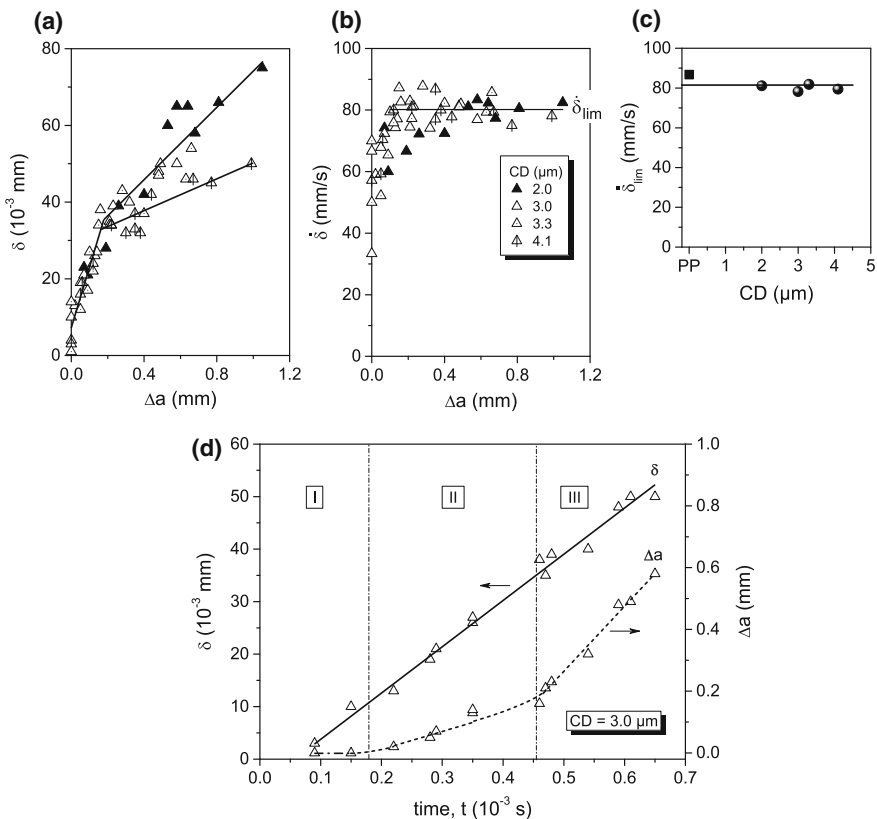 (a)
80
60
40
20
0
δ (10⁻³ mm)
0.0 0.4 0.8 1.2
Δa (mm)
(b)
100
80
60
40
20
0
δ̇ (mm/s)
δ̇lim
CD (µm)
2.0
3.0
3.3
4.1
0.0 0.4 0.8 1.2
Δa (mm)
(c)
100
80
60
40
20
0
δ̇lim (mm/s)
PP 1 2 3 4 5
CD (µm)
(d)
60
50
40
30
20
10
0
δ (10⁻³ mm)
I II III
δ
Δa
CD = 3.0 µm
1.0
0.8
0.6
0.4
0.2
0.0
Δa (mm)
0.0 0.1 0.2 0.3 0.4 0.5 0.6 0.7
time, t (10⁻³ s)